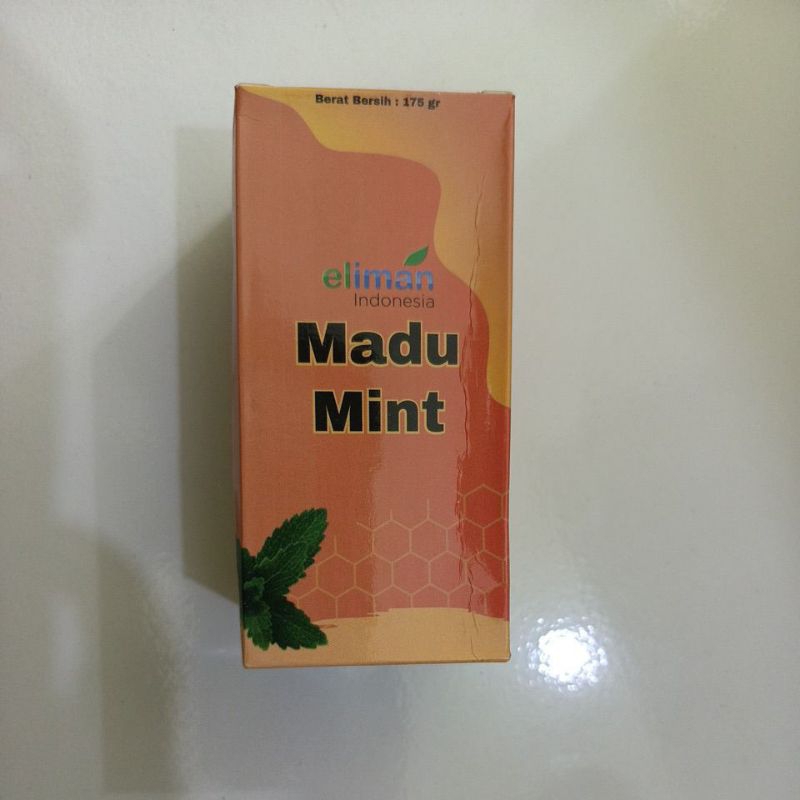 Berat Bersih : 175 gr
eliman
Indonesia
Madu
Mint